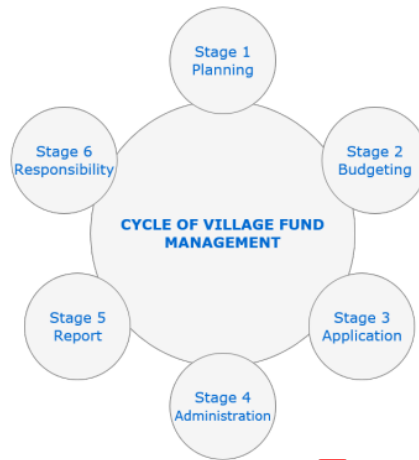 Stage 1
Planning
Stage 6
Responsibility
Stage 2
Budgeting
CYCLE OF VILLAGE FUND
MANAGEMENT
Stage 5
Report
Stage 3
Application
Stage 4
Administration